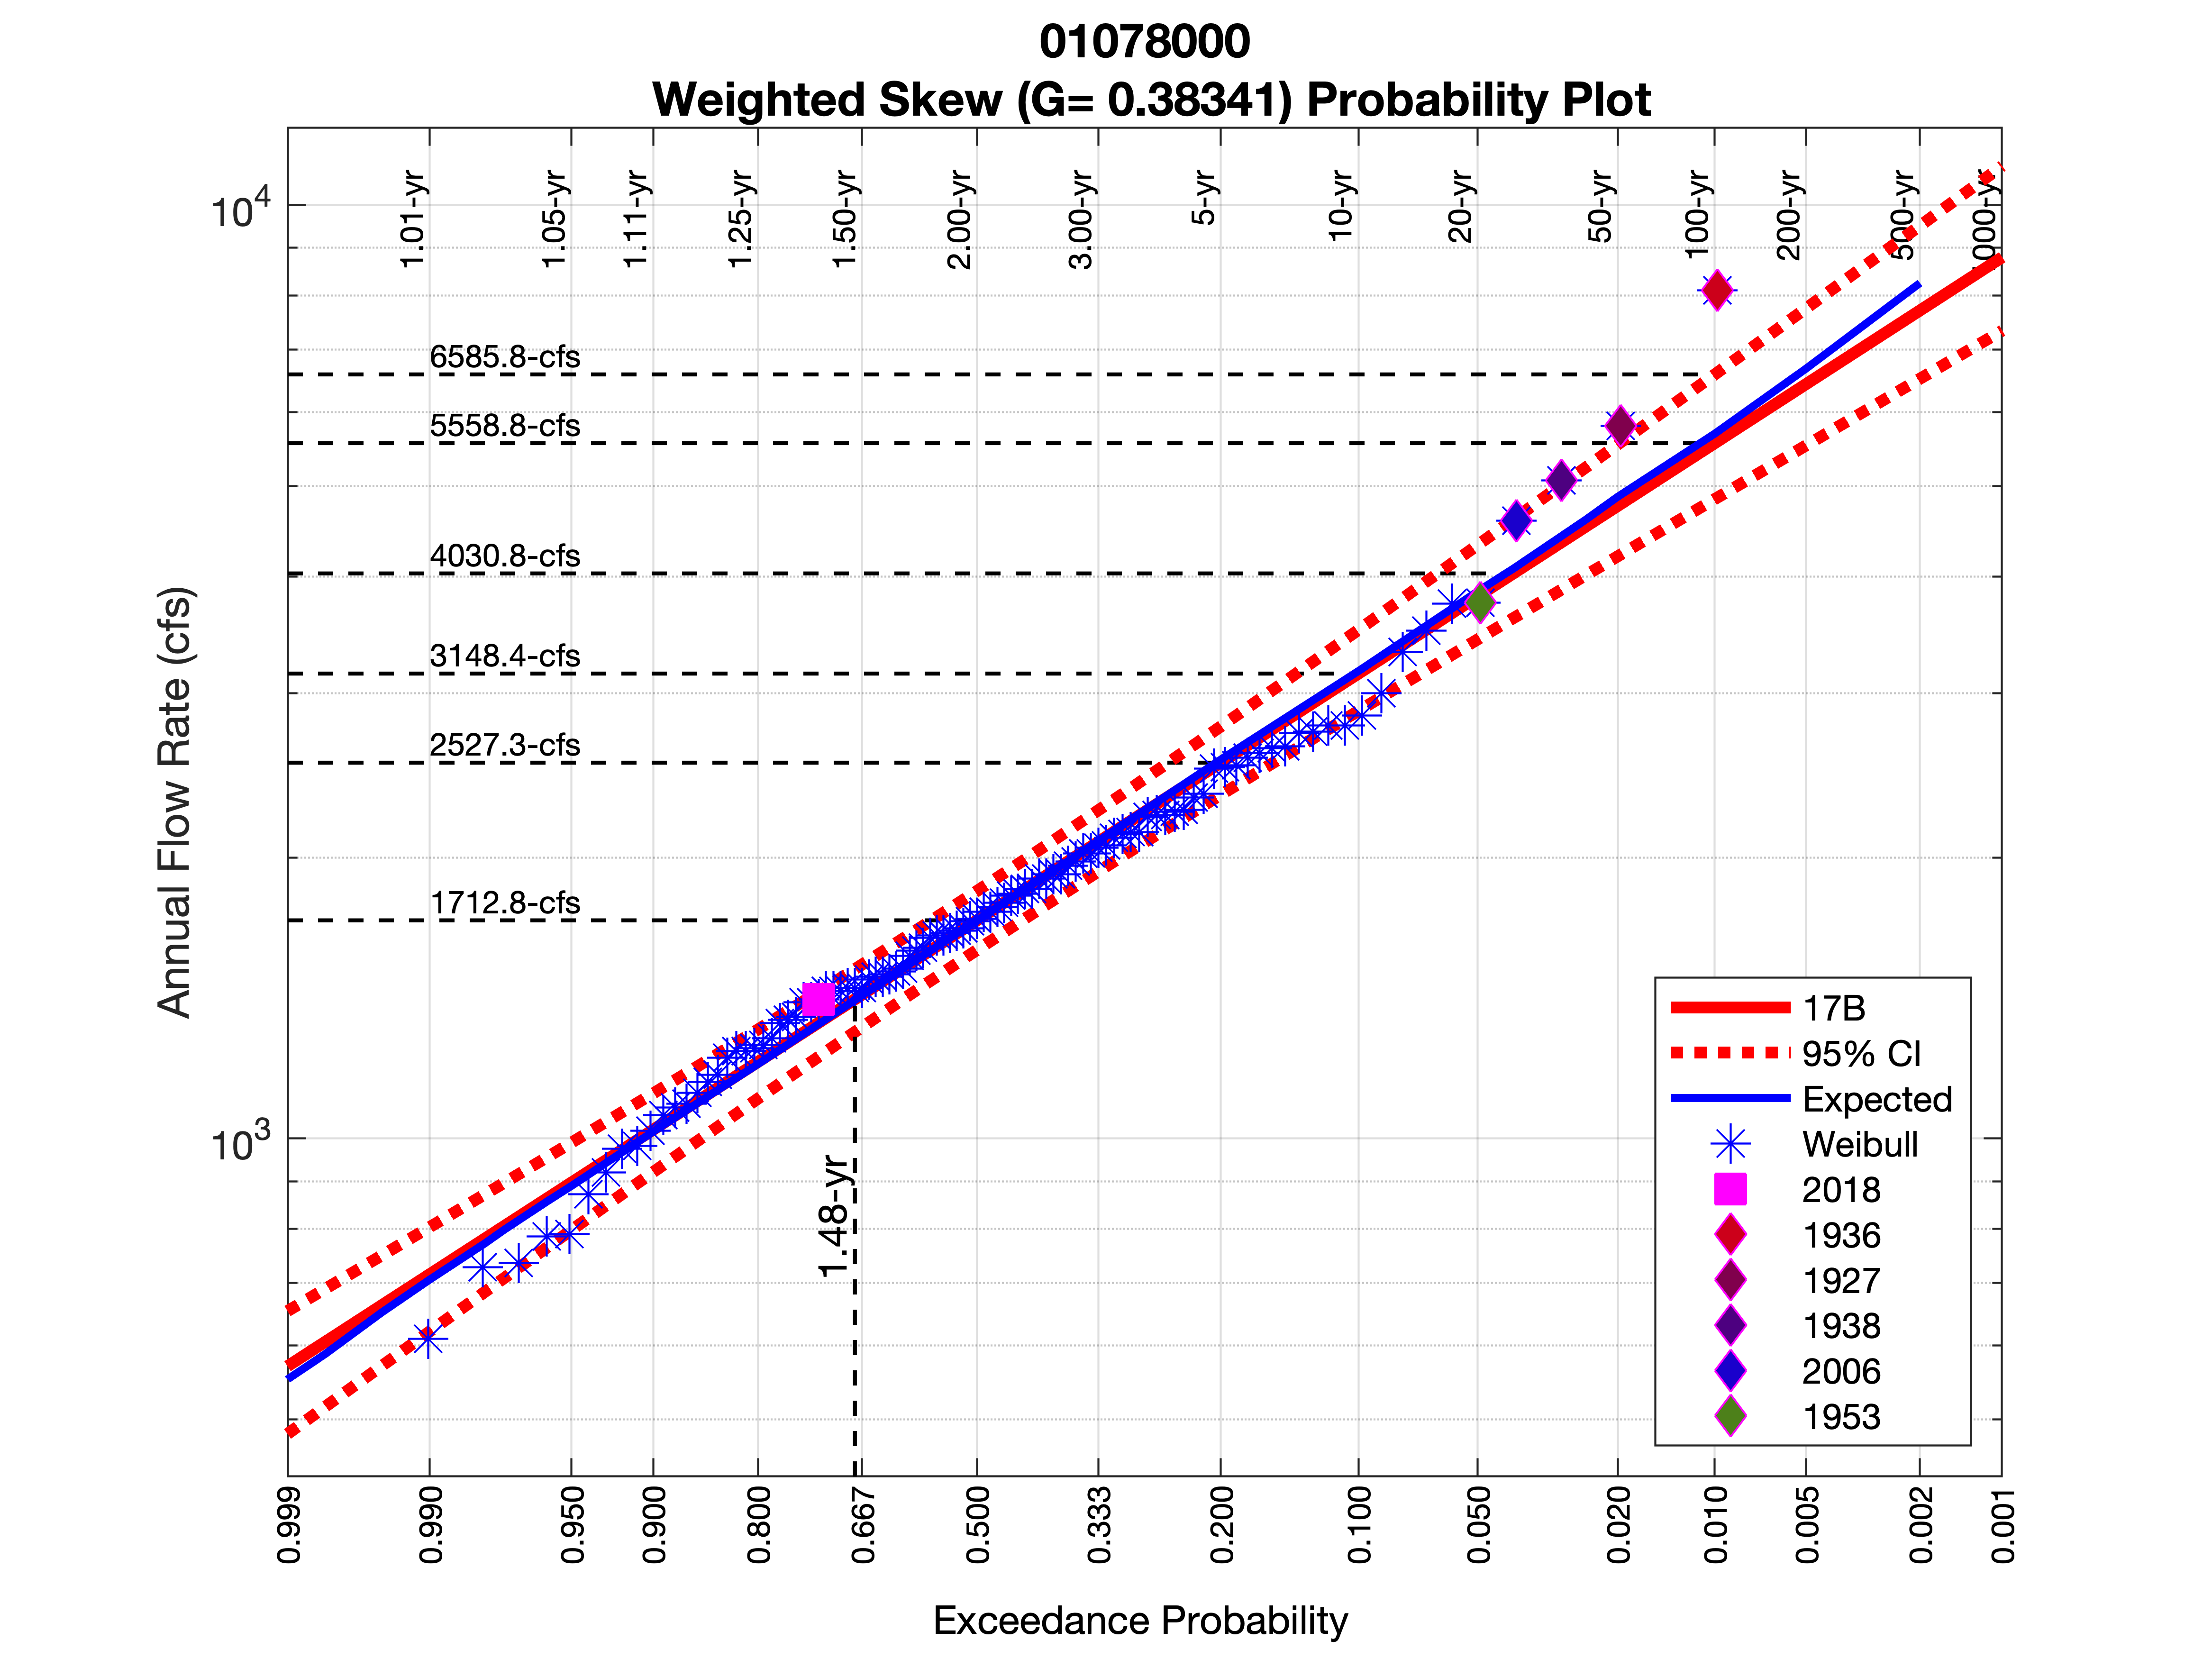 01078000
Weighted Skew (G= 0.38341) Probability Plot
1.01-yr
1.05-yr
1.11-yr
1.25-yr
1.50-yr
2.00-yr
3.00-yr
5-yr
10-yr
20-yr
50-yr
100-yr
200-yr
500-yr
1000-yr
10^4
10^3
Annual Flow Rate (cfs)
6585.8-cfs
5558.8-cfs
4030.8-cfs
3148.4-cfs
2527.3-cfs
1712.8-cfs
1.48-yr
17B
95% CI
Expected
Weibull
2018
1936
1927
1938
2006
1953
0.999
0.990
0.950
0.900
0.800
0.667
0.500
0.333
0.200
0.100
0.050
0.020
0.010
0.005
0.002
0.001
Exceedance Probability